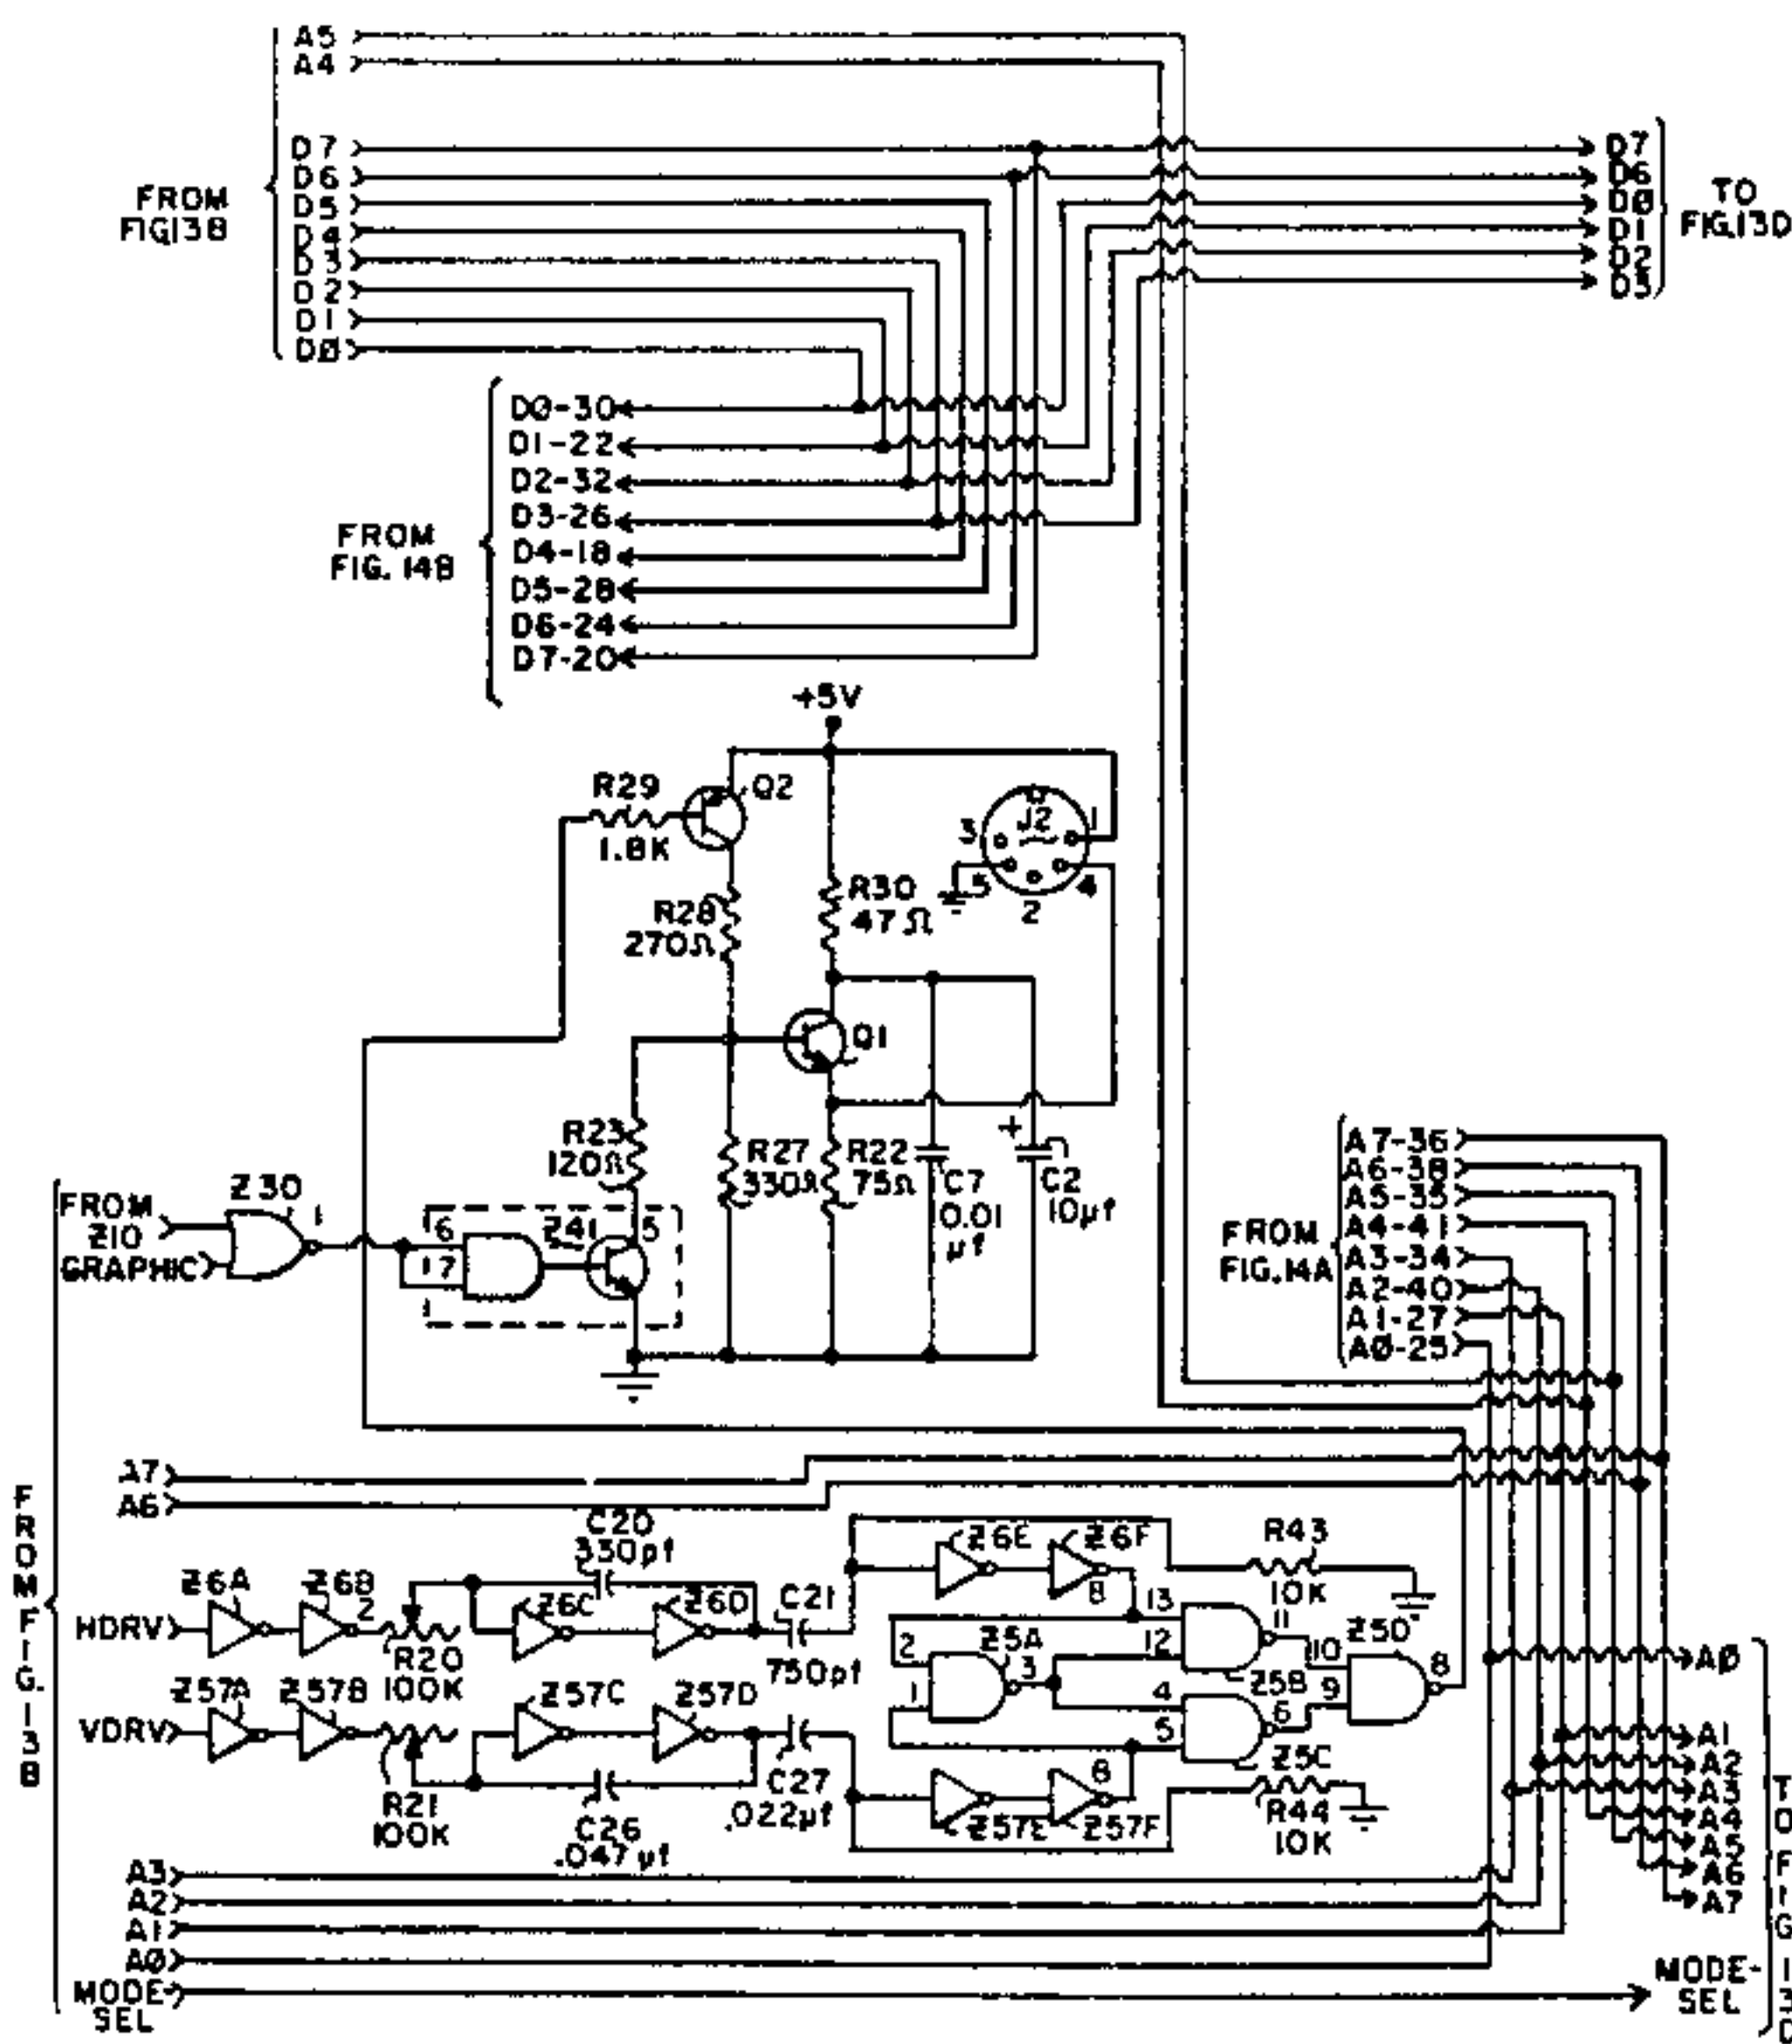 A5
A4
D7
D6
D5
D4
D3
D2
D1
DØ
FROM
FIG13B
D7
D6
DØ
D1
D2
D3
TO
FIG.13D
DØ-30
D1-22
D2-32
D3-26
D4-18
D5-28
D6-24
D7-20
FROM
FIG. 14B
+5V
R29
1.8K
Q2
J2
1
3
5
4
2
R28
270Ω
R30
47Ω
Q1
R23
120Ω
R27
330Ω
R22
75Ω
C7
0.01
µf
+
C2
10µf
FROM
Z10
GRAPHIC
Z30
1
6
7
Z41
5
FROM
FIG.14A
A7-36
A6-38
A5-35
A4-41
A3-34
A2-40
A1-27
AØ-25
FROM FIG. 13B
A7
A6
HDRV
Z6A
Z6B
2
R20
100K
C20
330pf
Z6C
Z6D
C21
750pf
Z6E
Z6F
8
R43
10K
VDRV
Z57A
Z57B
R21
100K
Z57C
Z57D
C26
.047µf
C27
.022µf
2
1
Z5A
3
13
12
11
Z5B
4
5
6
Z5C
10
9
Z5D
8
Z57E
Z57F
8
R44
10K
AØ
A1
A2
A3
A4
A5
A6
A7
A3
A2
A1
AØ
MODE-
SEL
MODE-
SEL
TO FIG 13D